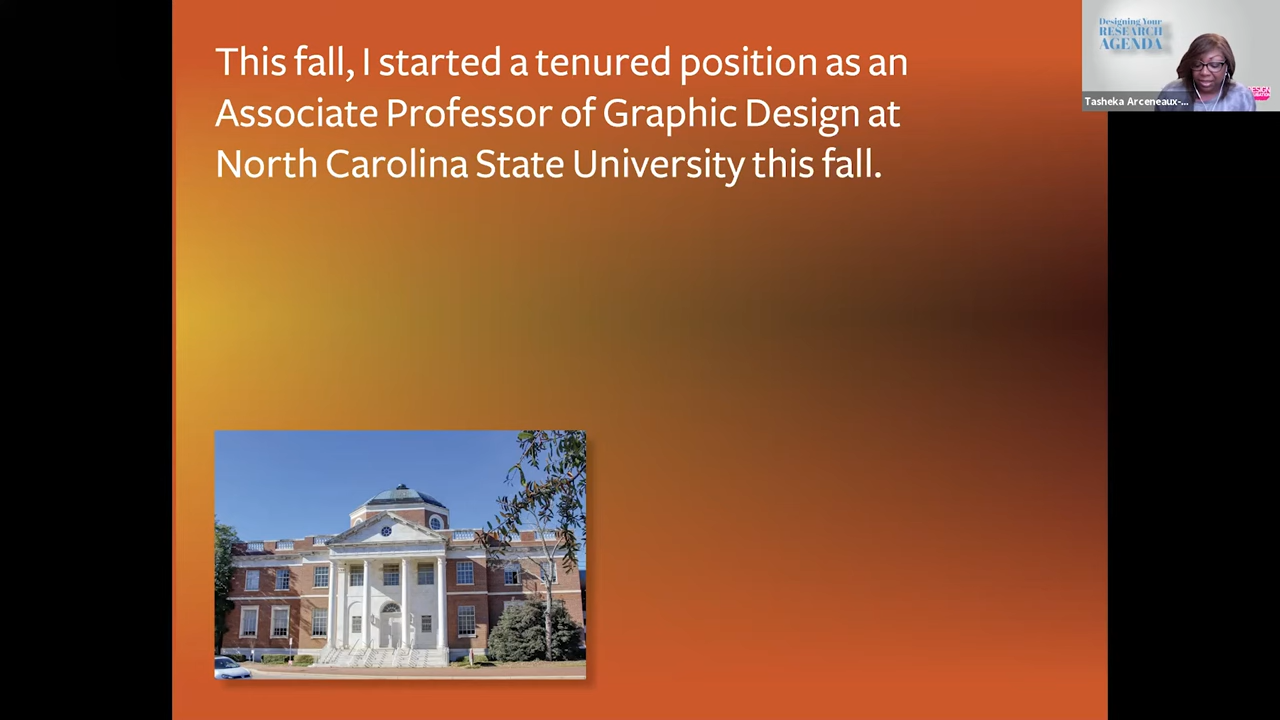 This fall, I started a tenured position as an
Associate Professor of Graphic Design at
North Carolina State University this fall.
Designing Your
RESEARCH
AGENDA
Tasheka Arceneaux-...